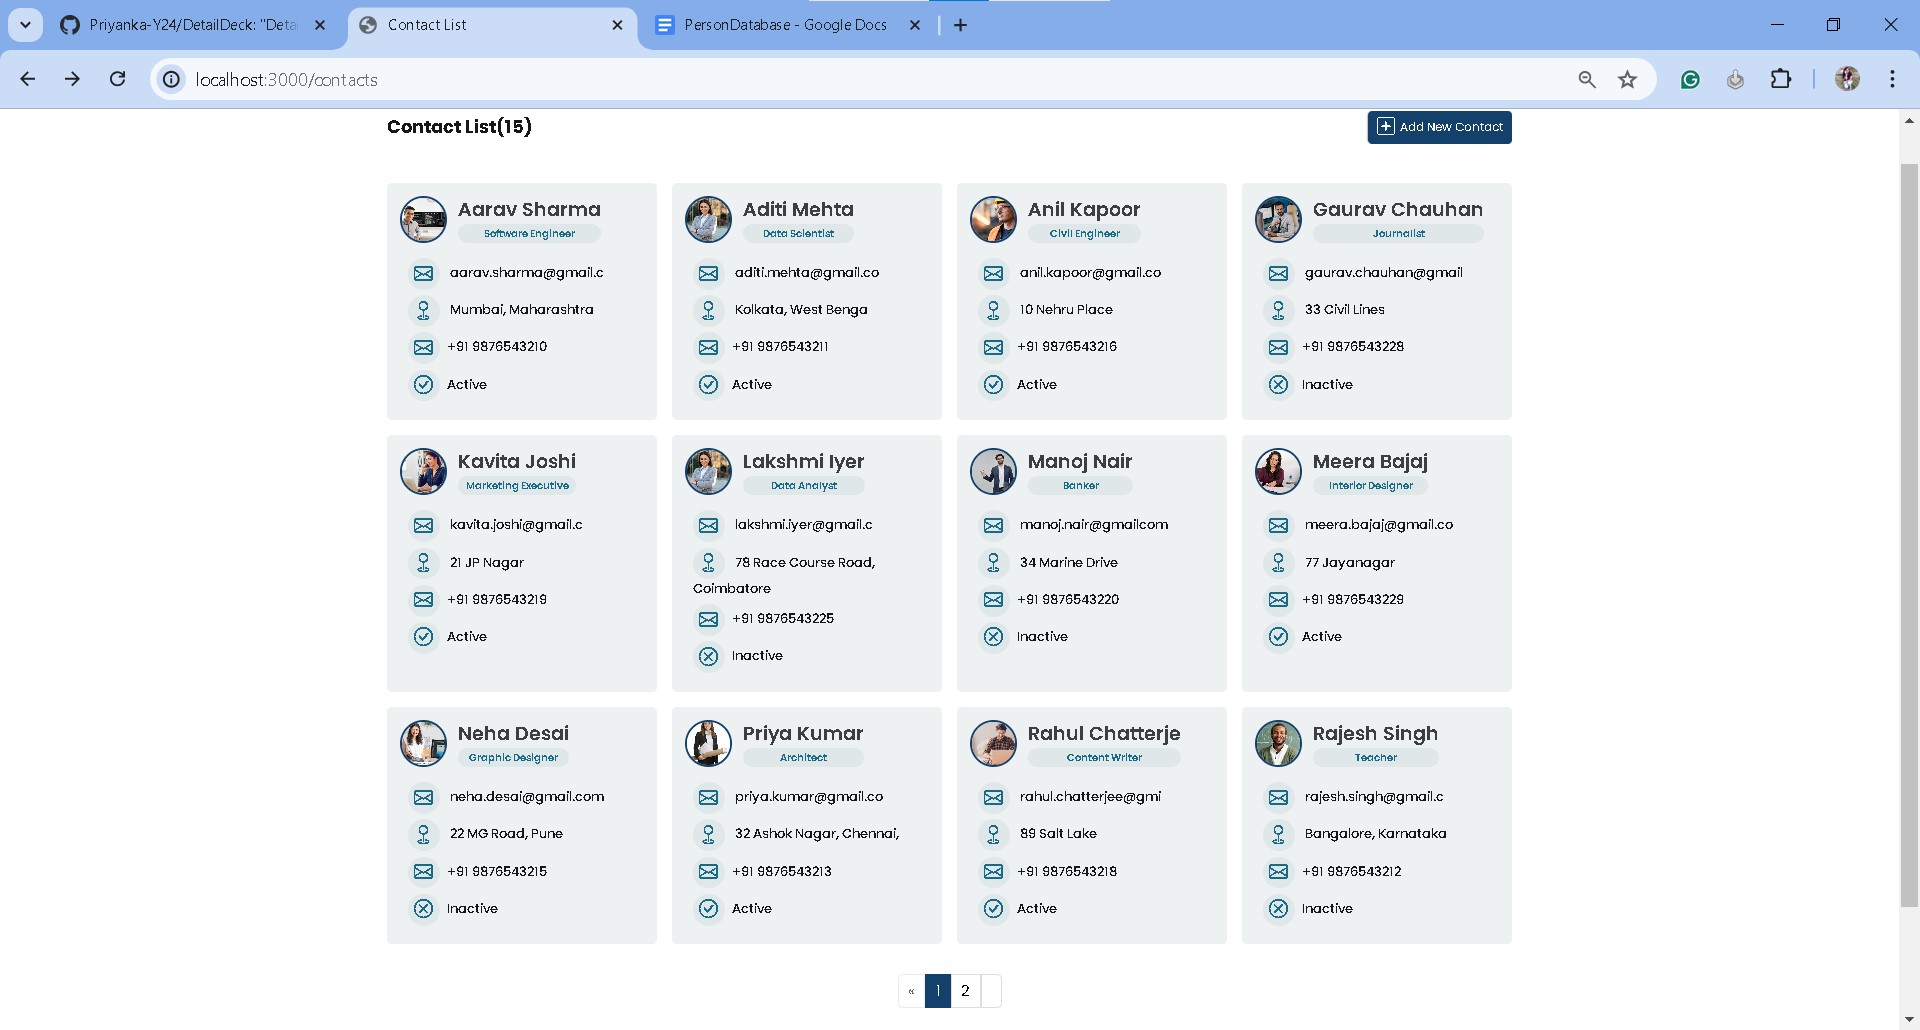 Priyanka-Y24/DetailDeck: "Deta
Contact List
PersonDatabase - Google Docs
localhost:3000/contacts
Contact List(15)
Add New Contact
Aarav Sharma
Software Engineer
aarav.sharma@gmail.c
Mumbai, Maharashtra
+91 9876543210
Active
Aditi Mehta
Data Scientist
aditi.mehta@gmail.co
Kolkata, West Benga
+91 9876543211
Active
Anil Kapoor
Civil Engineer
anil.kapoor@gmail.co
10 Nehru Place
+91 9876543216
Active
Gaurav Chauhan
Journalist
gaurav.chauhan@gmail
33 Civil Lines
+91 9876543228
Inactive
Kavita Joshi
Marketing Executive
kavita.joshi@gmail.c
21 JP Nagar
+91 9876543219
Active
Lakshmi Iyer
Data Analyst
lakshmi.iyer@gmail.c
78 Race Course Road,
Coimbatore
+91 9876543225
Inactive
Manoj Nair
Banker
manoj.nair@gmailcom
34 Marine Drive
+91 9876543220
Inactive
Meera Bajaj
Interior Designer
meera.bajaj@gmail.co
77 Jayanagar
+91 9876543229
Active
Neha Desai
Graphic Designer
neha.desai@gmail.com
22 MG Road, Pune
+91 9876543215
Inactive
Priya Kumar
Architect
priya.kumar@gmail.co
32 Ashok Nagar, Chennai,
+91 9876543213
Active
Rahul Chatterje
Content Writer
rahul.chatterjee@gmi
89 Salt Lake
+91 9876543218
Active
Rajesh Singh
Teacher
rajesh.singh@gmail.c
Bangalore, Karnataka
+91 9876543212
Inactive
« 1 2